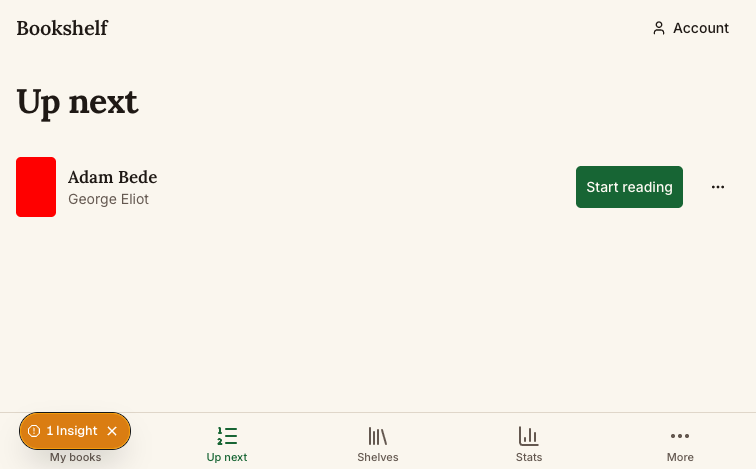 Bookshelf
Account
Up next
Adam Bede
George Eliot
Start reading
1 Insight
My books
Up next
Shelves
Stats
More